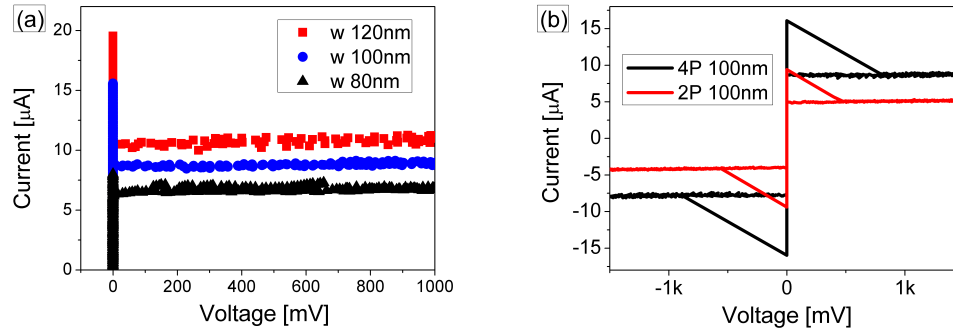 (a)
20
15
10
5
0
Current [μA]
w 120nm
w 100nm
w 80nm
0 200 400 600 800 1000
Voltage [mV]
(b)
15
10
5
0
-5
-10
-15
Current [μA]
4P 100nm
2P 100nm
-1k 0 1k
Voltage [mV]